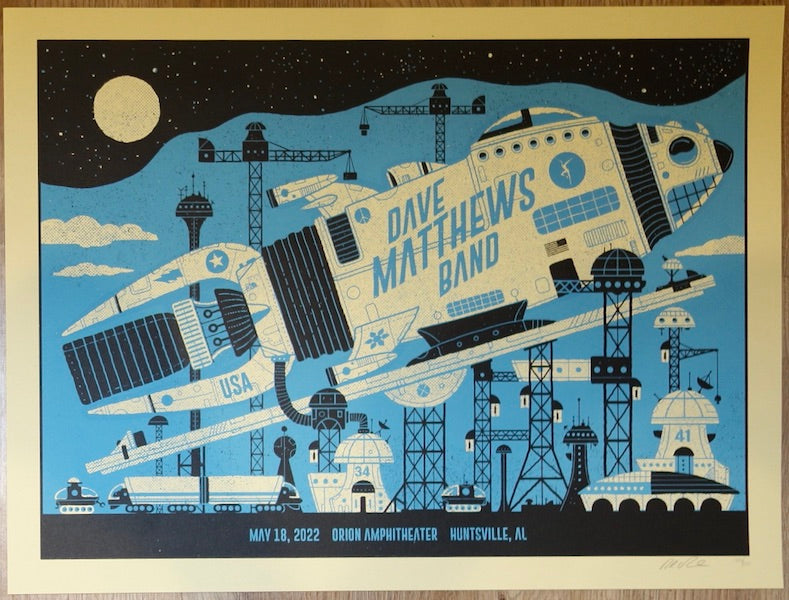 DAVE
MATTHEWS
BAND
USA
34
41
MAY 18, 2022 ORION AMPHITHEATER HUNTSVILLE, AL